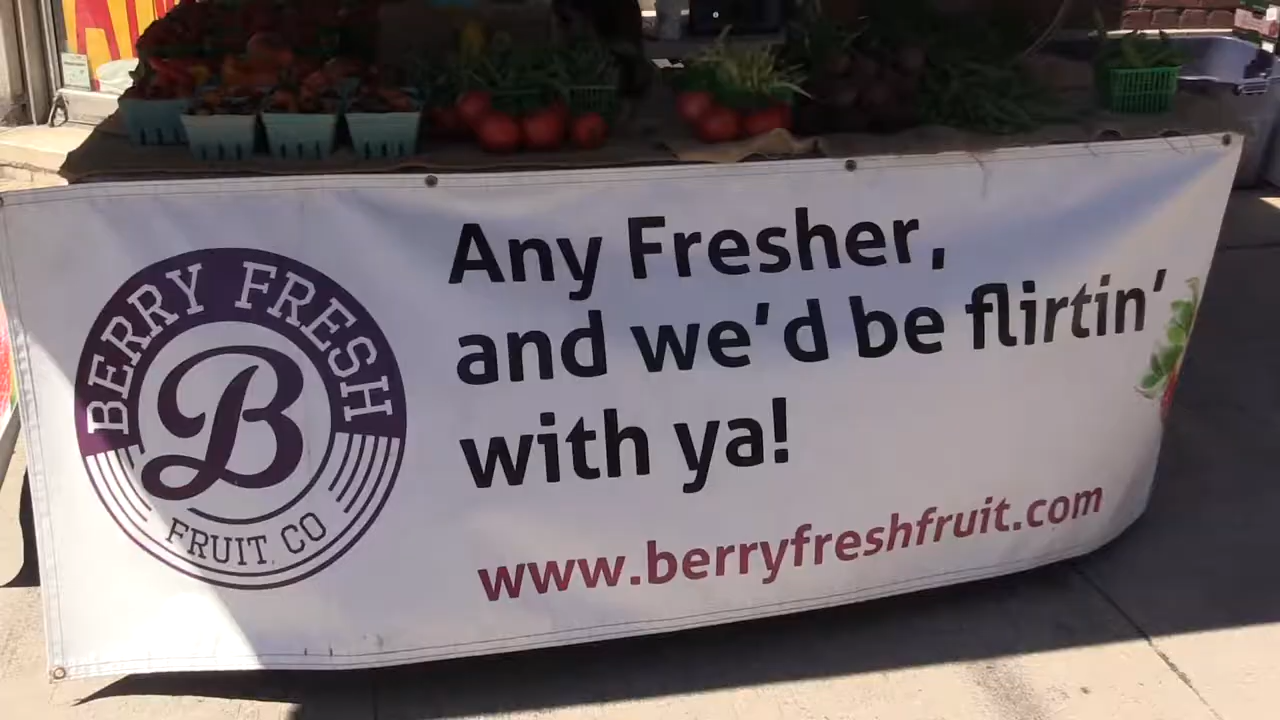 BERRY FRESH
B
FRUIT. CO
Any Fresher,
and we'd be flirtin'
with ya!
www.berryfreshfruit.com